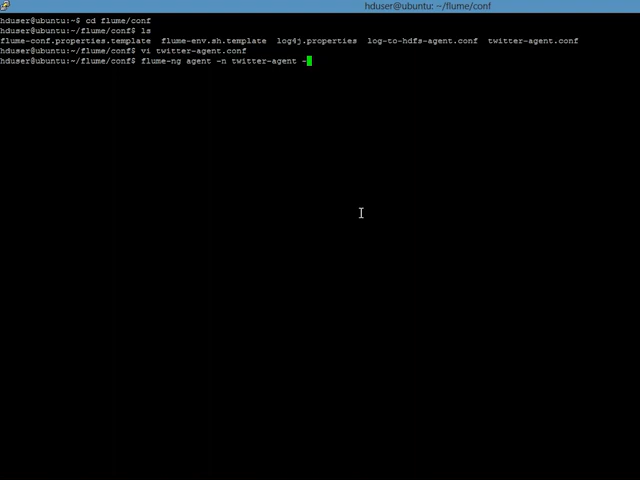 hduser@ubuntu: ~/flume/conf
hduser@ubuntu:~$ cd flume/conf
hduser@ubuntu:~/flume/conf$ ls
flume-conf.properties.template  flume-env.sh.template  log4j.properties  log-to-hdfs-agent.conf  twitter-agent.conf
hduser@ubuntu:~/flume/conf$ vi twitter-agent.conf
hduser@ubuntu:~/flume/conf$ flume-ng agent -n twitter-agent -